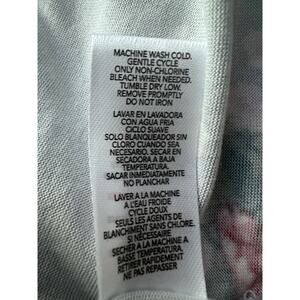 MACHINE WASH COLD.
GENTLE CYCLE
ONLY NON-CHLORINE
BLEACH WHEN NEEDED.
TUMBLE DRY LOW.
REMOVE PROMPTLY
DO NOT IRON
LAVAR EN LAVADORA
CON AGUA FRIA
CICLO SUAVE
SOLO BLANQUEADOR SIN
CLORO CUANDO SEA
NECESARIO. SECAR EN
SECADORA A BAJA
TEMPERATURA.
SACAR INMEDIATAMENTE
NO PLANCHAR
LAVER A LA MACHINE
A L'EAU FROIDE
CYCLE DOUX
SEULS LES AGENTS DE
BLANCHIMENT SANS CHLORE.
SI NÉCESSAIRE
SÉCHER A LA MACHINE A
BASSE TEMPERATURE.
RETIRER RAPIDEMENT
NE PAS REPASSER